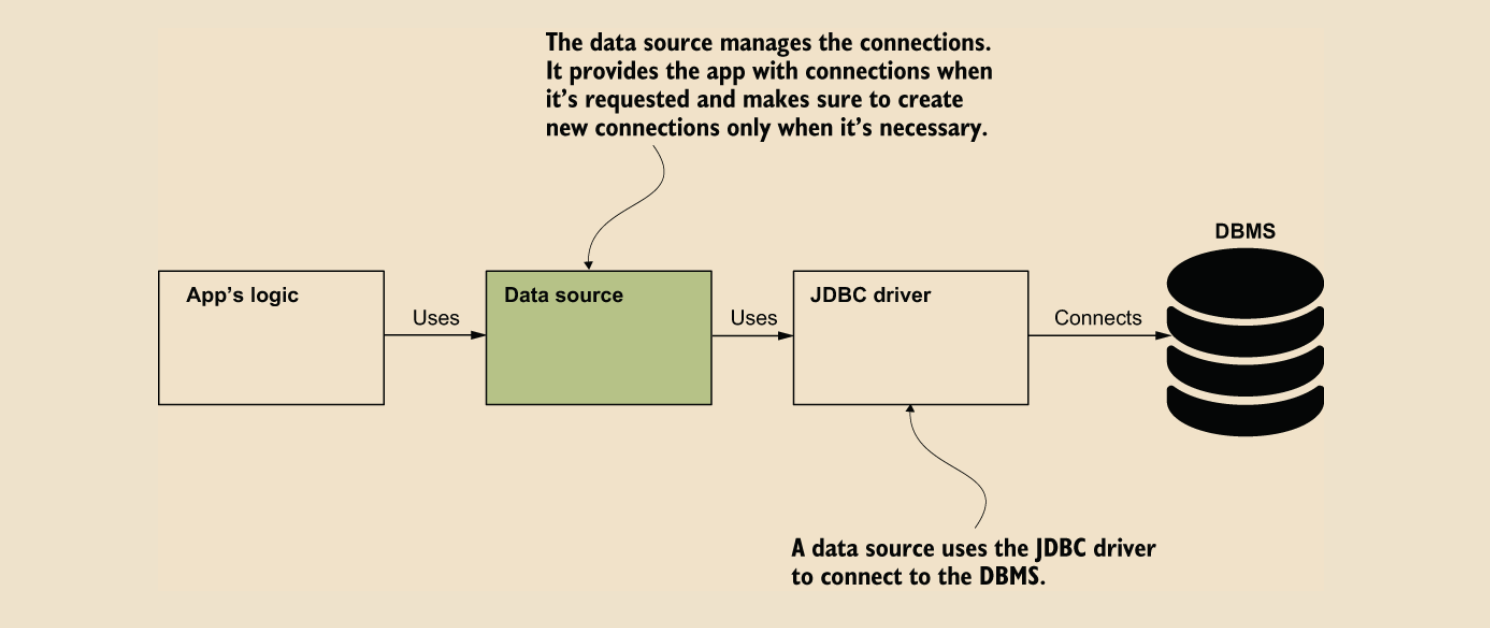 The data source manages the connections.
It provides the app with connections when
it's requested and makes sure to create
new connections only when it's necessary.
DBMS
App's logic
Uses
Data source
Uses
JDBC driver
Connects
A data source uses the JDBC driver
to connect to the DBMS.